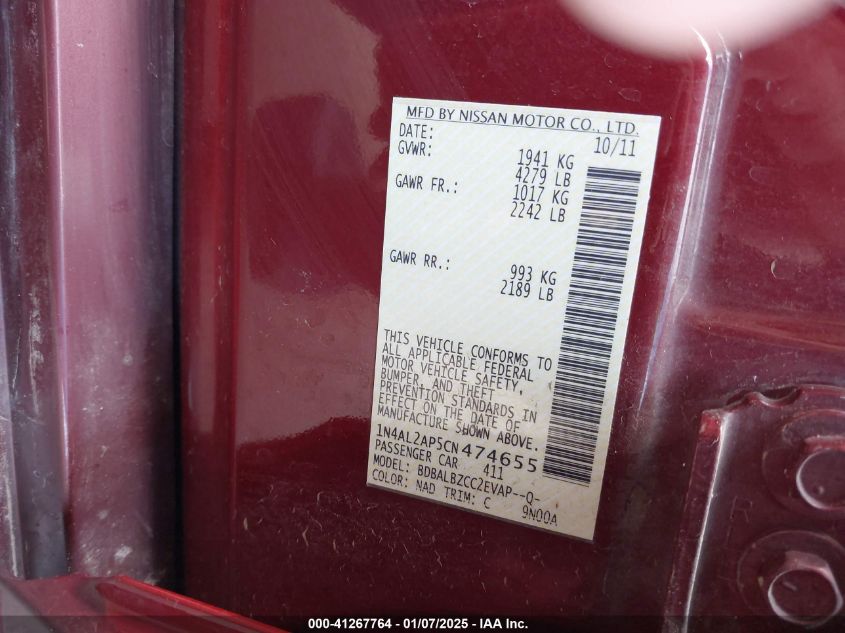 MFD BY NISSAN MOTOR CO., LTD.
DATE: 10/11
GVWR: 1941 KG
4279 LB
GAWR FR.: 1017 KG
2242 LB
GAWR RR.: 993 KG
2189 LB
THIS VEHICLE CONFORMS TO
ALL APPLICABLE FEDERAL
MOTOR VEHICLE SAFETY,
BUMPER, AND THEFT
PREVENTION STANDARDS IN
EFFECT ON THE DATE OF
MANUFACTURE SHOWN ABOVE.
1N4AL2AP5CN474655
PASSENGER CAR 411
MODEL: BDBALBZCC2EVAP--Q-
COLOR: NAD TRIM: C 9N00A
R
000-41267764 - 01/07/2025 - IAA Inc.